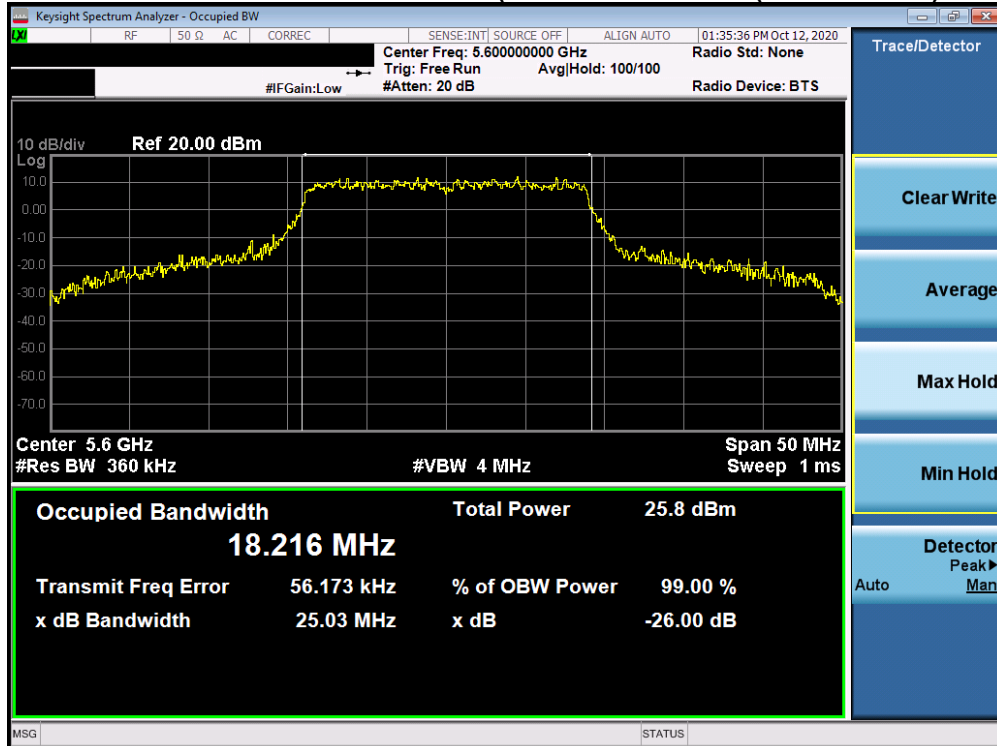 Keysight Spectrum Analyzer - Occupied BW
LXI RF 50 Ω AC CORREC SENSE:INT SOURCE OFF ALIGN AUTO 01:35:36 PM Oct 12, 2020
Center Freq: 5.600000000 GHz Radio Std: None
Trig: Free Run Avg|Hold: 100/100
#IFGain:Low #Atten: 20 dB Radio Device: BTS
10 dB/div Ref 20.00 dBm
Log
10.0
0.00
-10.0
-20.0
-30.0
-40.0
-50.0
-60.0
-70.0
Center 5.6 GHz Span 50 MHz
#Res BW 360 kHz #VBW 4 MHz Sweep 1 ms
Occupied Bandwidth Total Power 25.8 dBm
18.216 MHz
Transmit Freq Error 56.173 kHz % of OBW Power 99.00 %
x dB Bandwidth 25.03 MHz x dB -26.00 dB
MSG STATUS
Trace/Detector
Clear Write
Average
Max Hold
Min Hold
Detector
Peak▶
Auto Man